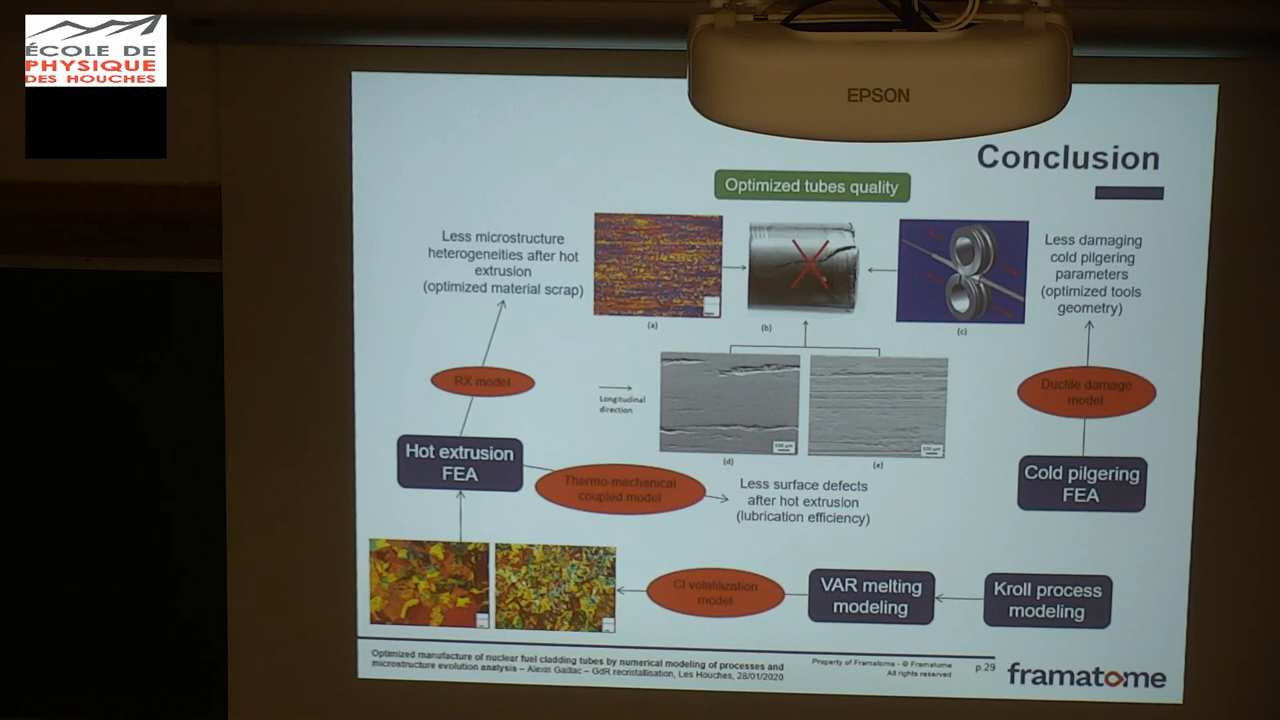 ÉCOLE DE
PHYSIQUE
DES HOUCHES
EPSON
Conclusion
Optimized tubes quality
Less microstructure
heterogeneities after hot
extrusion
(optimized material scrap)
(a)
(b)
(c)
Less damaging
cold pilgering
parameters
(optimized tools
geometry)
RX model
Longitudinal
direction
Ductile damage
model
(d)
(e)
Hot extrusion
FEA
Thermo-mechanical
coupled model
Less surface defects
after hot extrusion
(lubrication efficiency)
Cold pilgering
FEA
Cl volatilization
model
VAR melting
modeling
Kroll process
modeling
Optimized manufacture of nuclear fuel cladding tubes by numerical modeling of processes and
microstructure evolution analysis – Alexis Gaillac – GdR recristallisation, Les Houches, 28/01/2020
Property of Framatome - © Framatome
All rights reserved
p.29
framatome